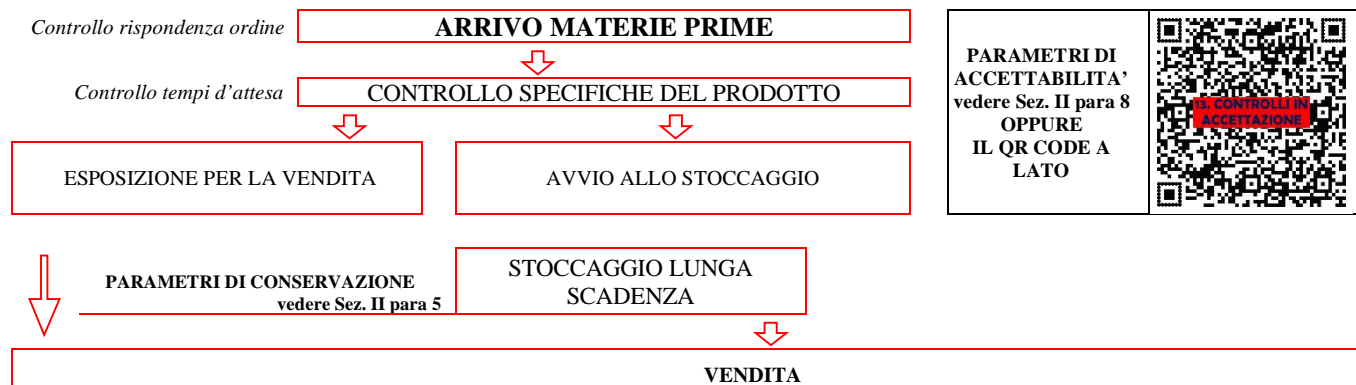 Controllo rispondenza ordine
ARRIVO MATERIE PRIME
Controllo tempi d'attesa
CONTROLLO SPECIFICHE DEL PRODOTTO
ESPOSIZIONE PER LA VENDITA
AVVIO ALLO STOCCAGGIO
PARAMETRI DI
ACCETTABILITA’
vedere Sez. II para 8
OPPURE
IL QR CODE A
LATO
13. CONTROLLI IN
ACCETTAZIONE
PARAMETRI DI CONSERVAZIONE
vedere Sez. II para 5
STOCCAGGIO LUNGA
SCADENZA
VENDITA